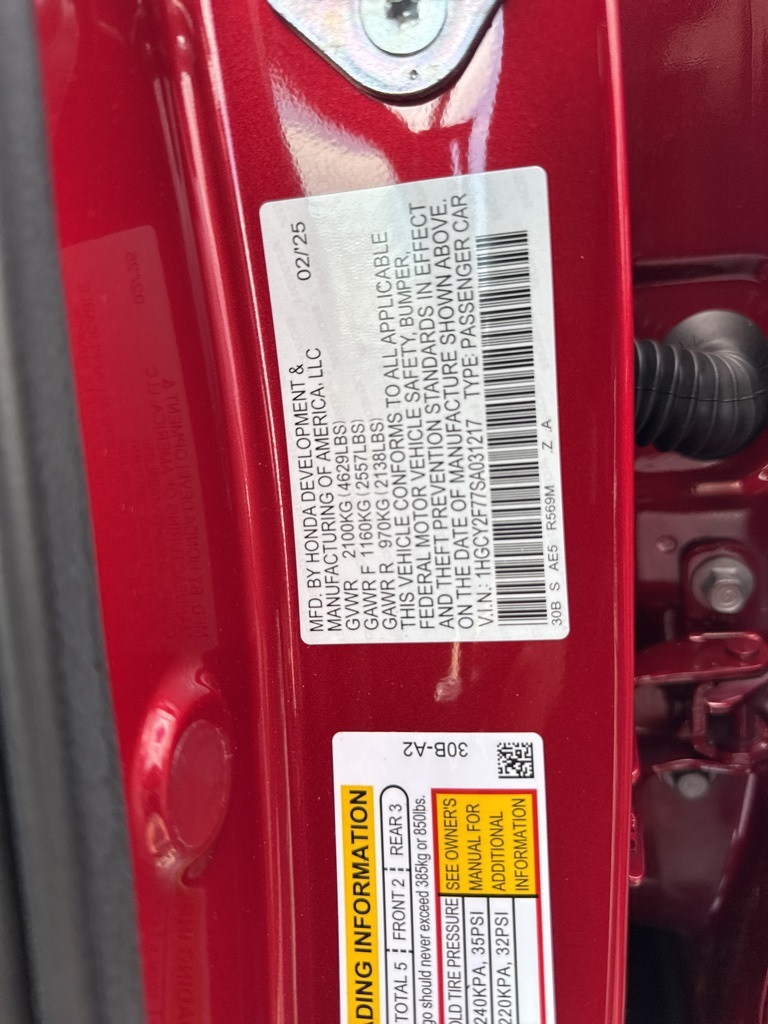 MFD. BY HONDA DEVELOPMENT & 02/'25
MANUFACTURING OF AMERICA, LLC
GVWR 2100KG (4629LBS)
GAWR F 1160KG (2557LBS)
GAWR R 970KG (2138LBS)
THIS VEHICLE CONFORMS TO ALL APPLICABLE
FEDERAL MOTOR VEHICLE SAFETY, BUMPER,
AND THEFT PREVENTION STANDARDS IN EFFECT
ON THE DATE OF MANUFACTURE SHOWN ABOVE.
V.I.N.: 1HGCY2F77SA031217 TYPE: PASSENGER CAR
30B S AE5 R569M Z A
30B-A2
ADING INFORMATION
TOTAL 5 FRONT 2 REAR 3
go should never exceed 385kg or 850lbs.
OLD TIRE PRESSURE
240KPA, 35PSI
220KPA, 32PSI
SEE OWNER'S
MANUAL FOR
ADDITIONAL
INFORMATION